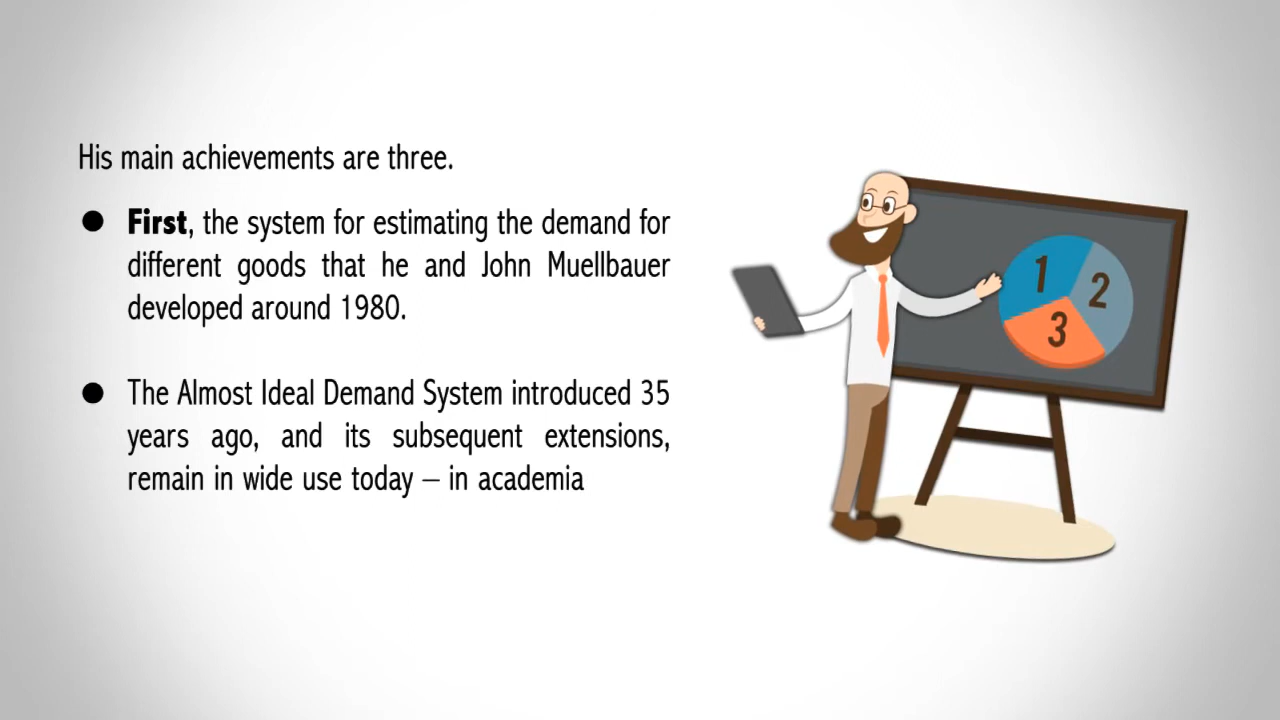 His main achievements are three.
● First, the system for estimating the demand for
different goods that he and John Muellbauer
developed around 1980.
● The Almost Ideal Demand System introduced 35
years ago, and its subsequent extensions,
remain in wide use today – in academia
1
2
3